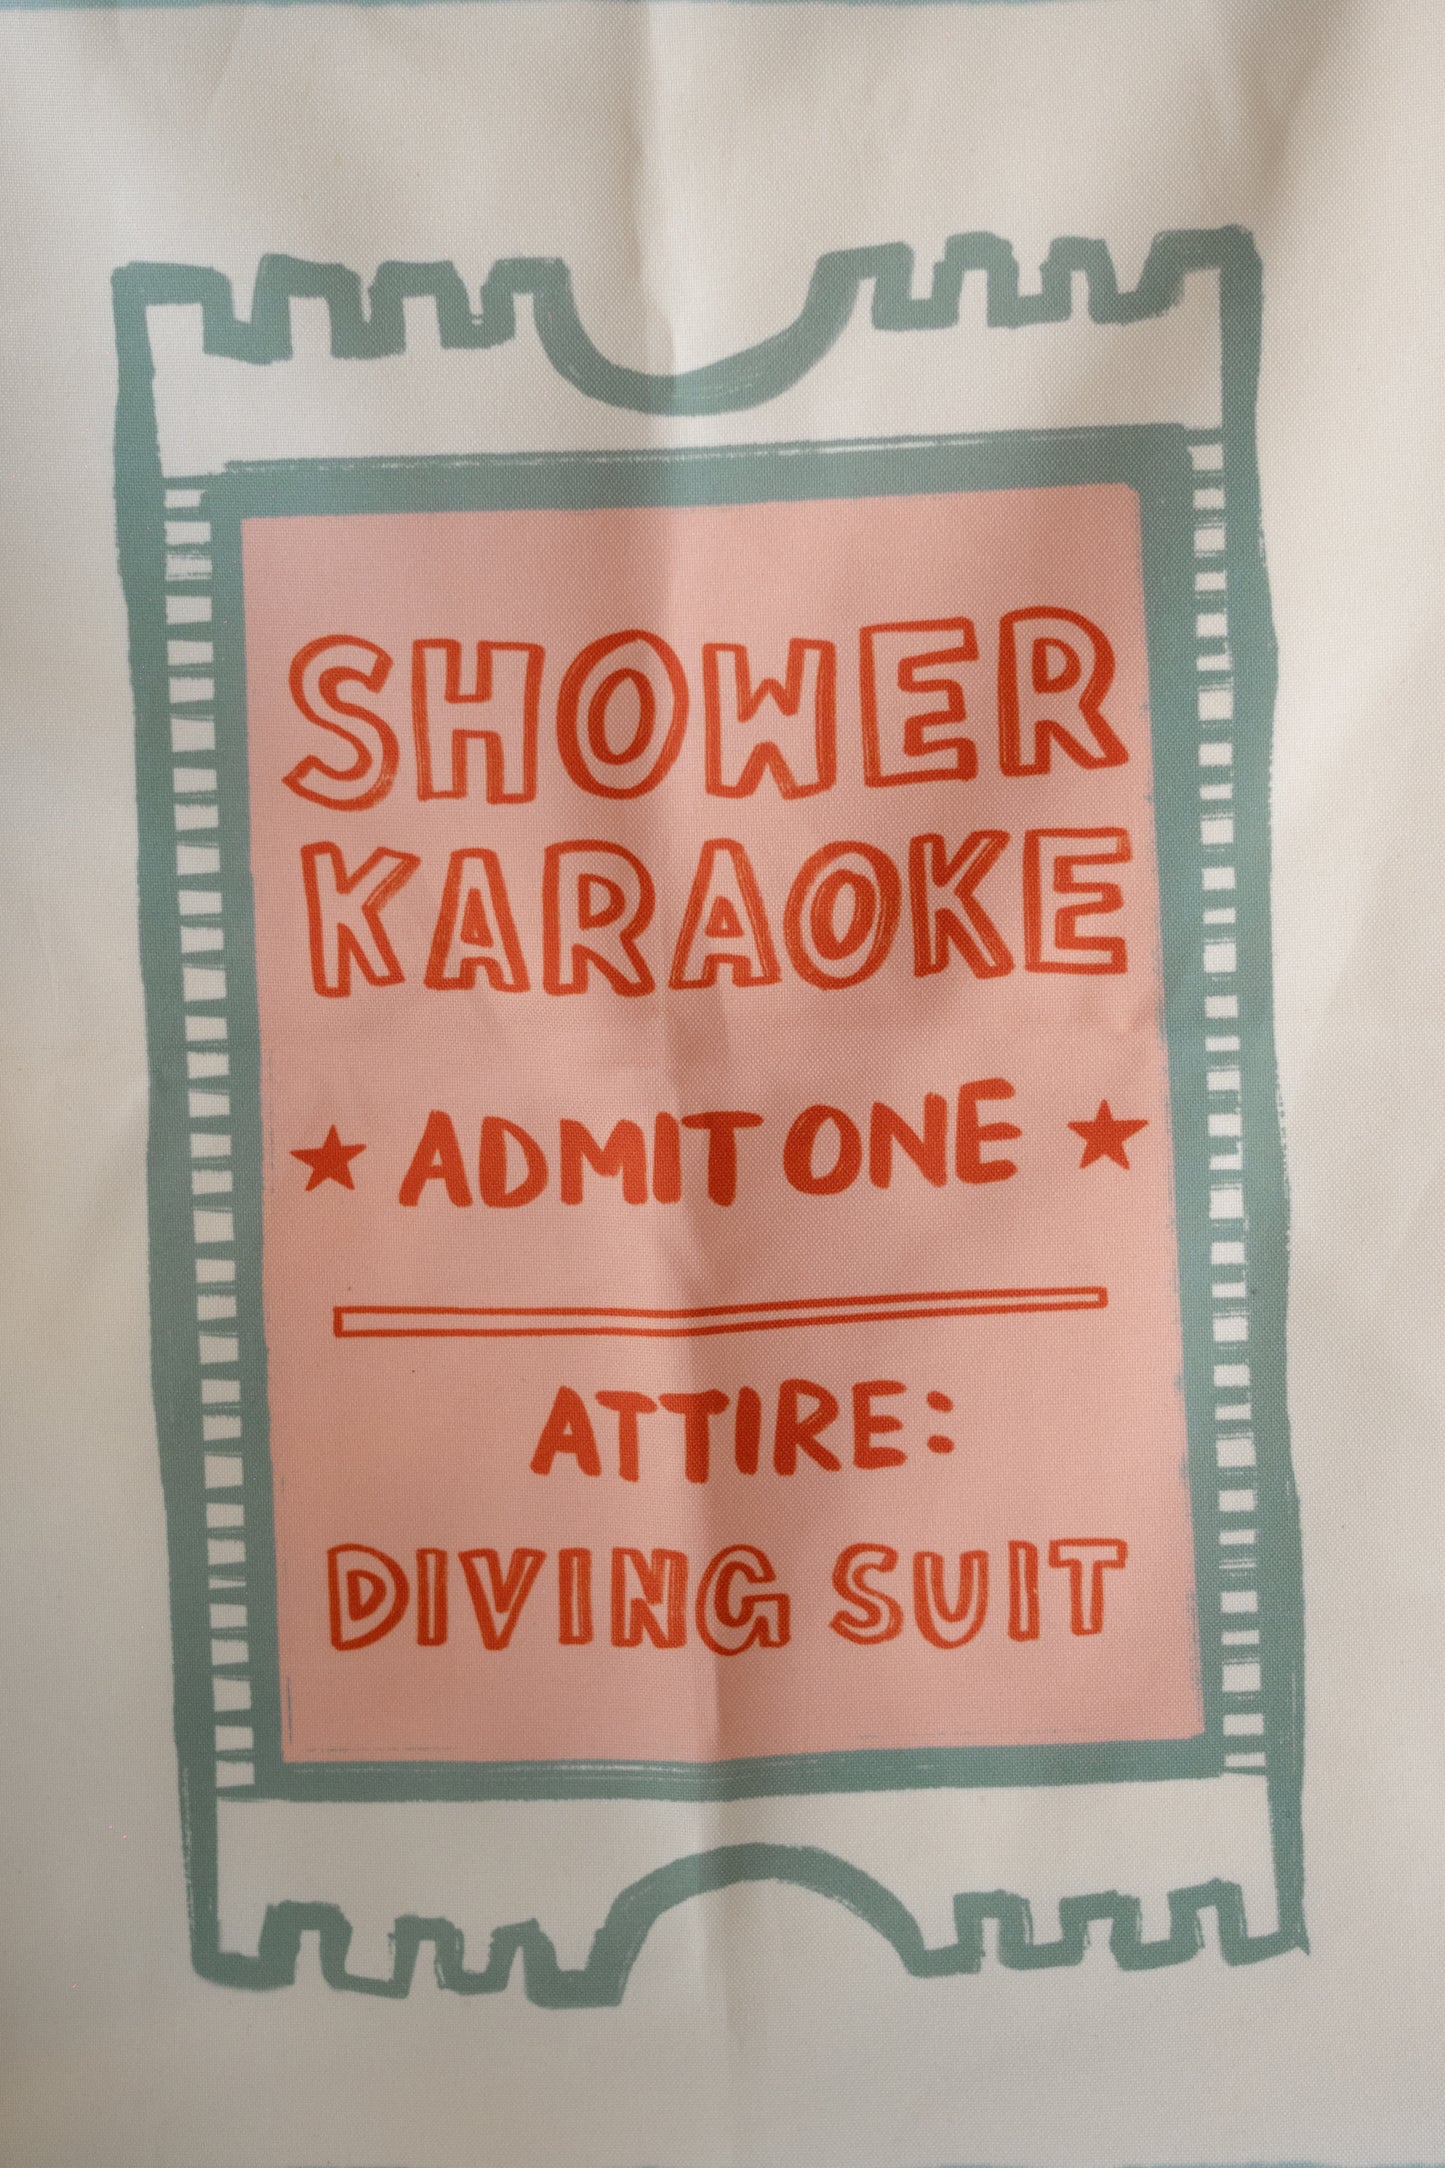 SHOWER
KARAOKE
★ ADMIT ONE ★
ATTIRE:
DIVING SUIT